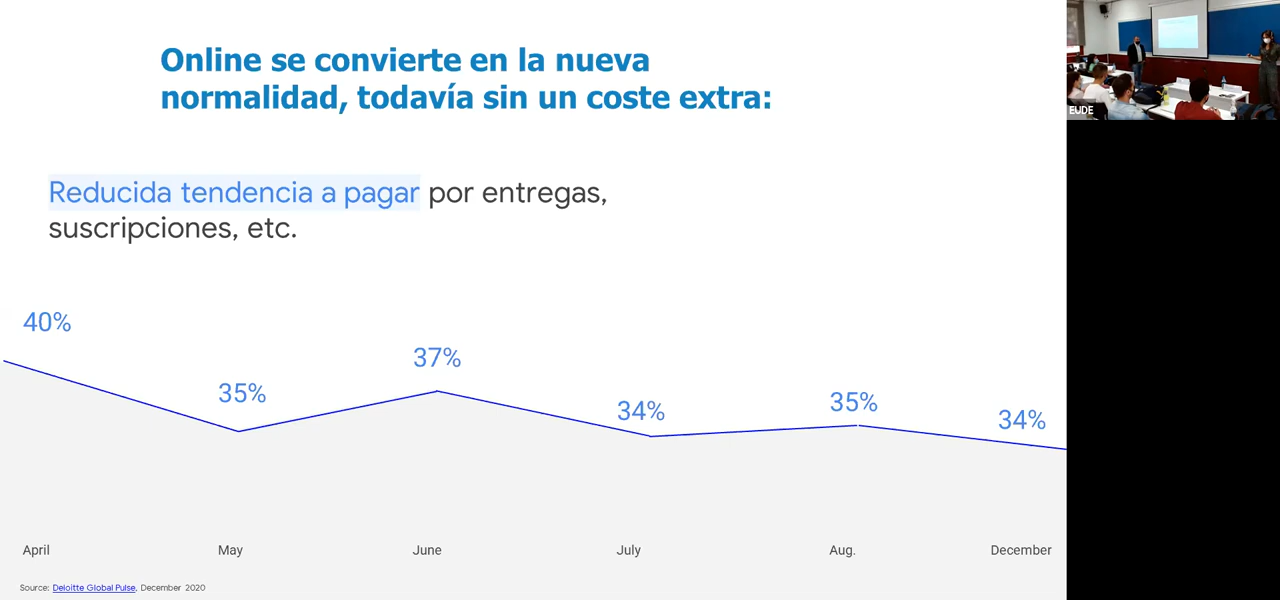 Online se convierte en la nueva
normalidad, todavía sin un coste extra:
Reducida tendencia a pagar por entregas,
suscripciones, etc.
40%
35%
37%
34%
35%
34%
April
May
June
July
Aug.
December
Source: Deloitte Global Pulse, December 2020
EUDE